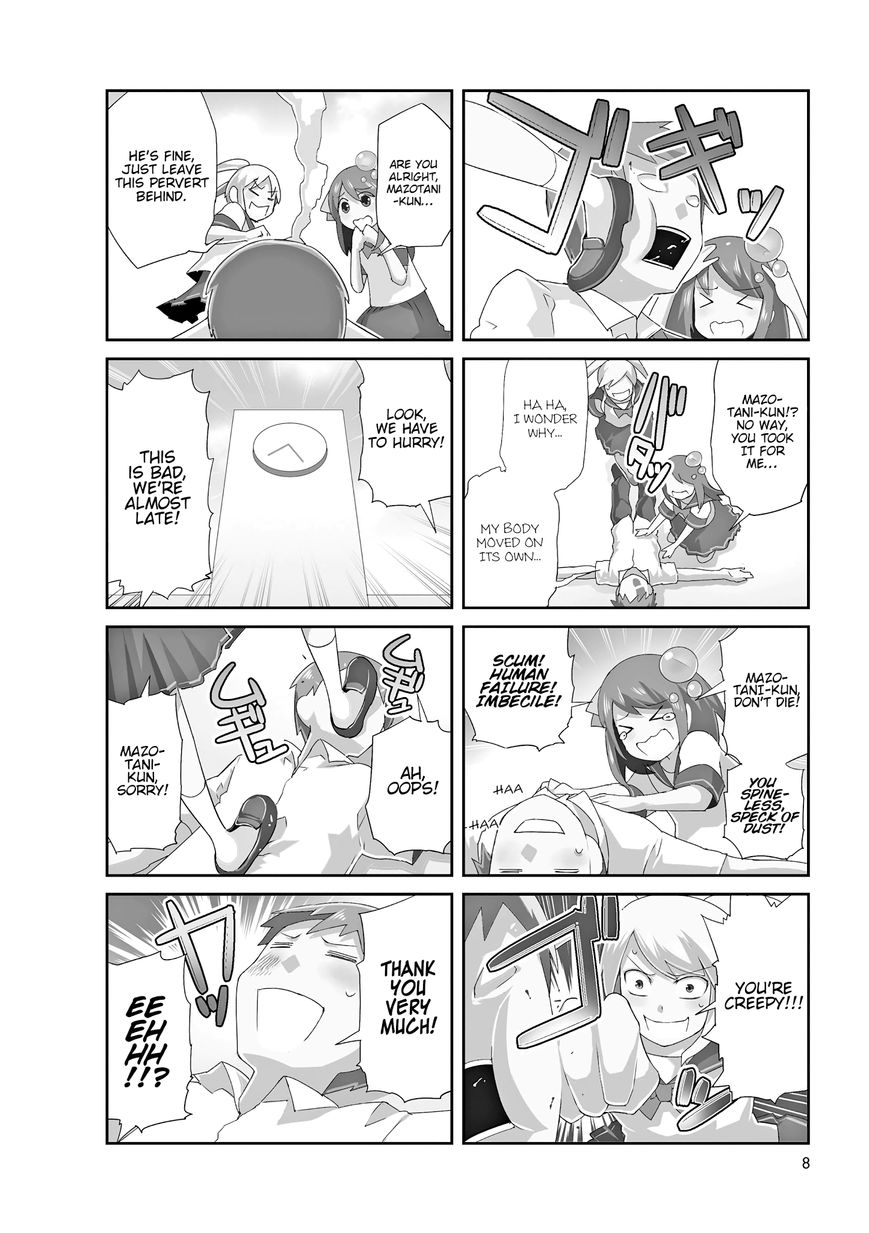 ドギッ
MAZO-
TANI-KUN!?
NO WAY,
YOU TOOK
IT FOR
ME...
HA HA,
I WONDER
WHY...
MY BODY
MOVED ON
ITS OWN...
MAZO-
TANI-KUN,
DON'T DIE!
SCUM!
HUMAN
FAILURE!
IMBECILE!
YOU
SPINE-
LESS,
SPECK OF
DUST!
HAA
HAA
YOU'RE
CREEPY!!!
ARE YOU
ALRIGHT,
MAZOTANI
-KUN...
HE'S FINE,
JUST LEAVE
THIS PERVERT
BEHIND.
LOOK,
WE HAVE
TO HURRY!
THIS
IS BAD,
WE'RE
ALMOST
LATE!
AH,
OOPS!
MAZO-
TANI-
KUN,
SORRY!
THANK
YOU
VERY
MUCH!
EE
EH
HH
!!!?
8